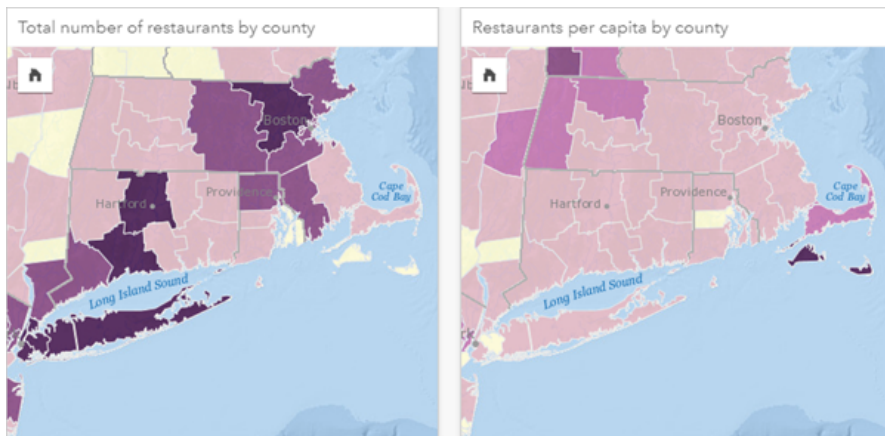 Total number of restaurants by county
Boston
Cape
Cod Bay
Providence
Hartford
Long Island Sound
Restaurants per capita by county
Boston
Cape
Cod Bay
Providence
Hartford
Long Island Sound